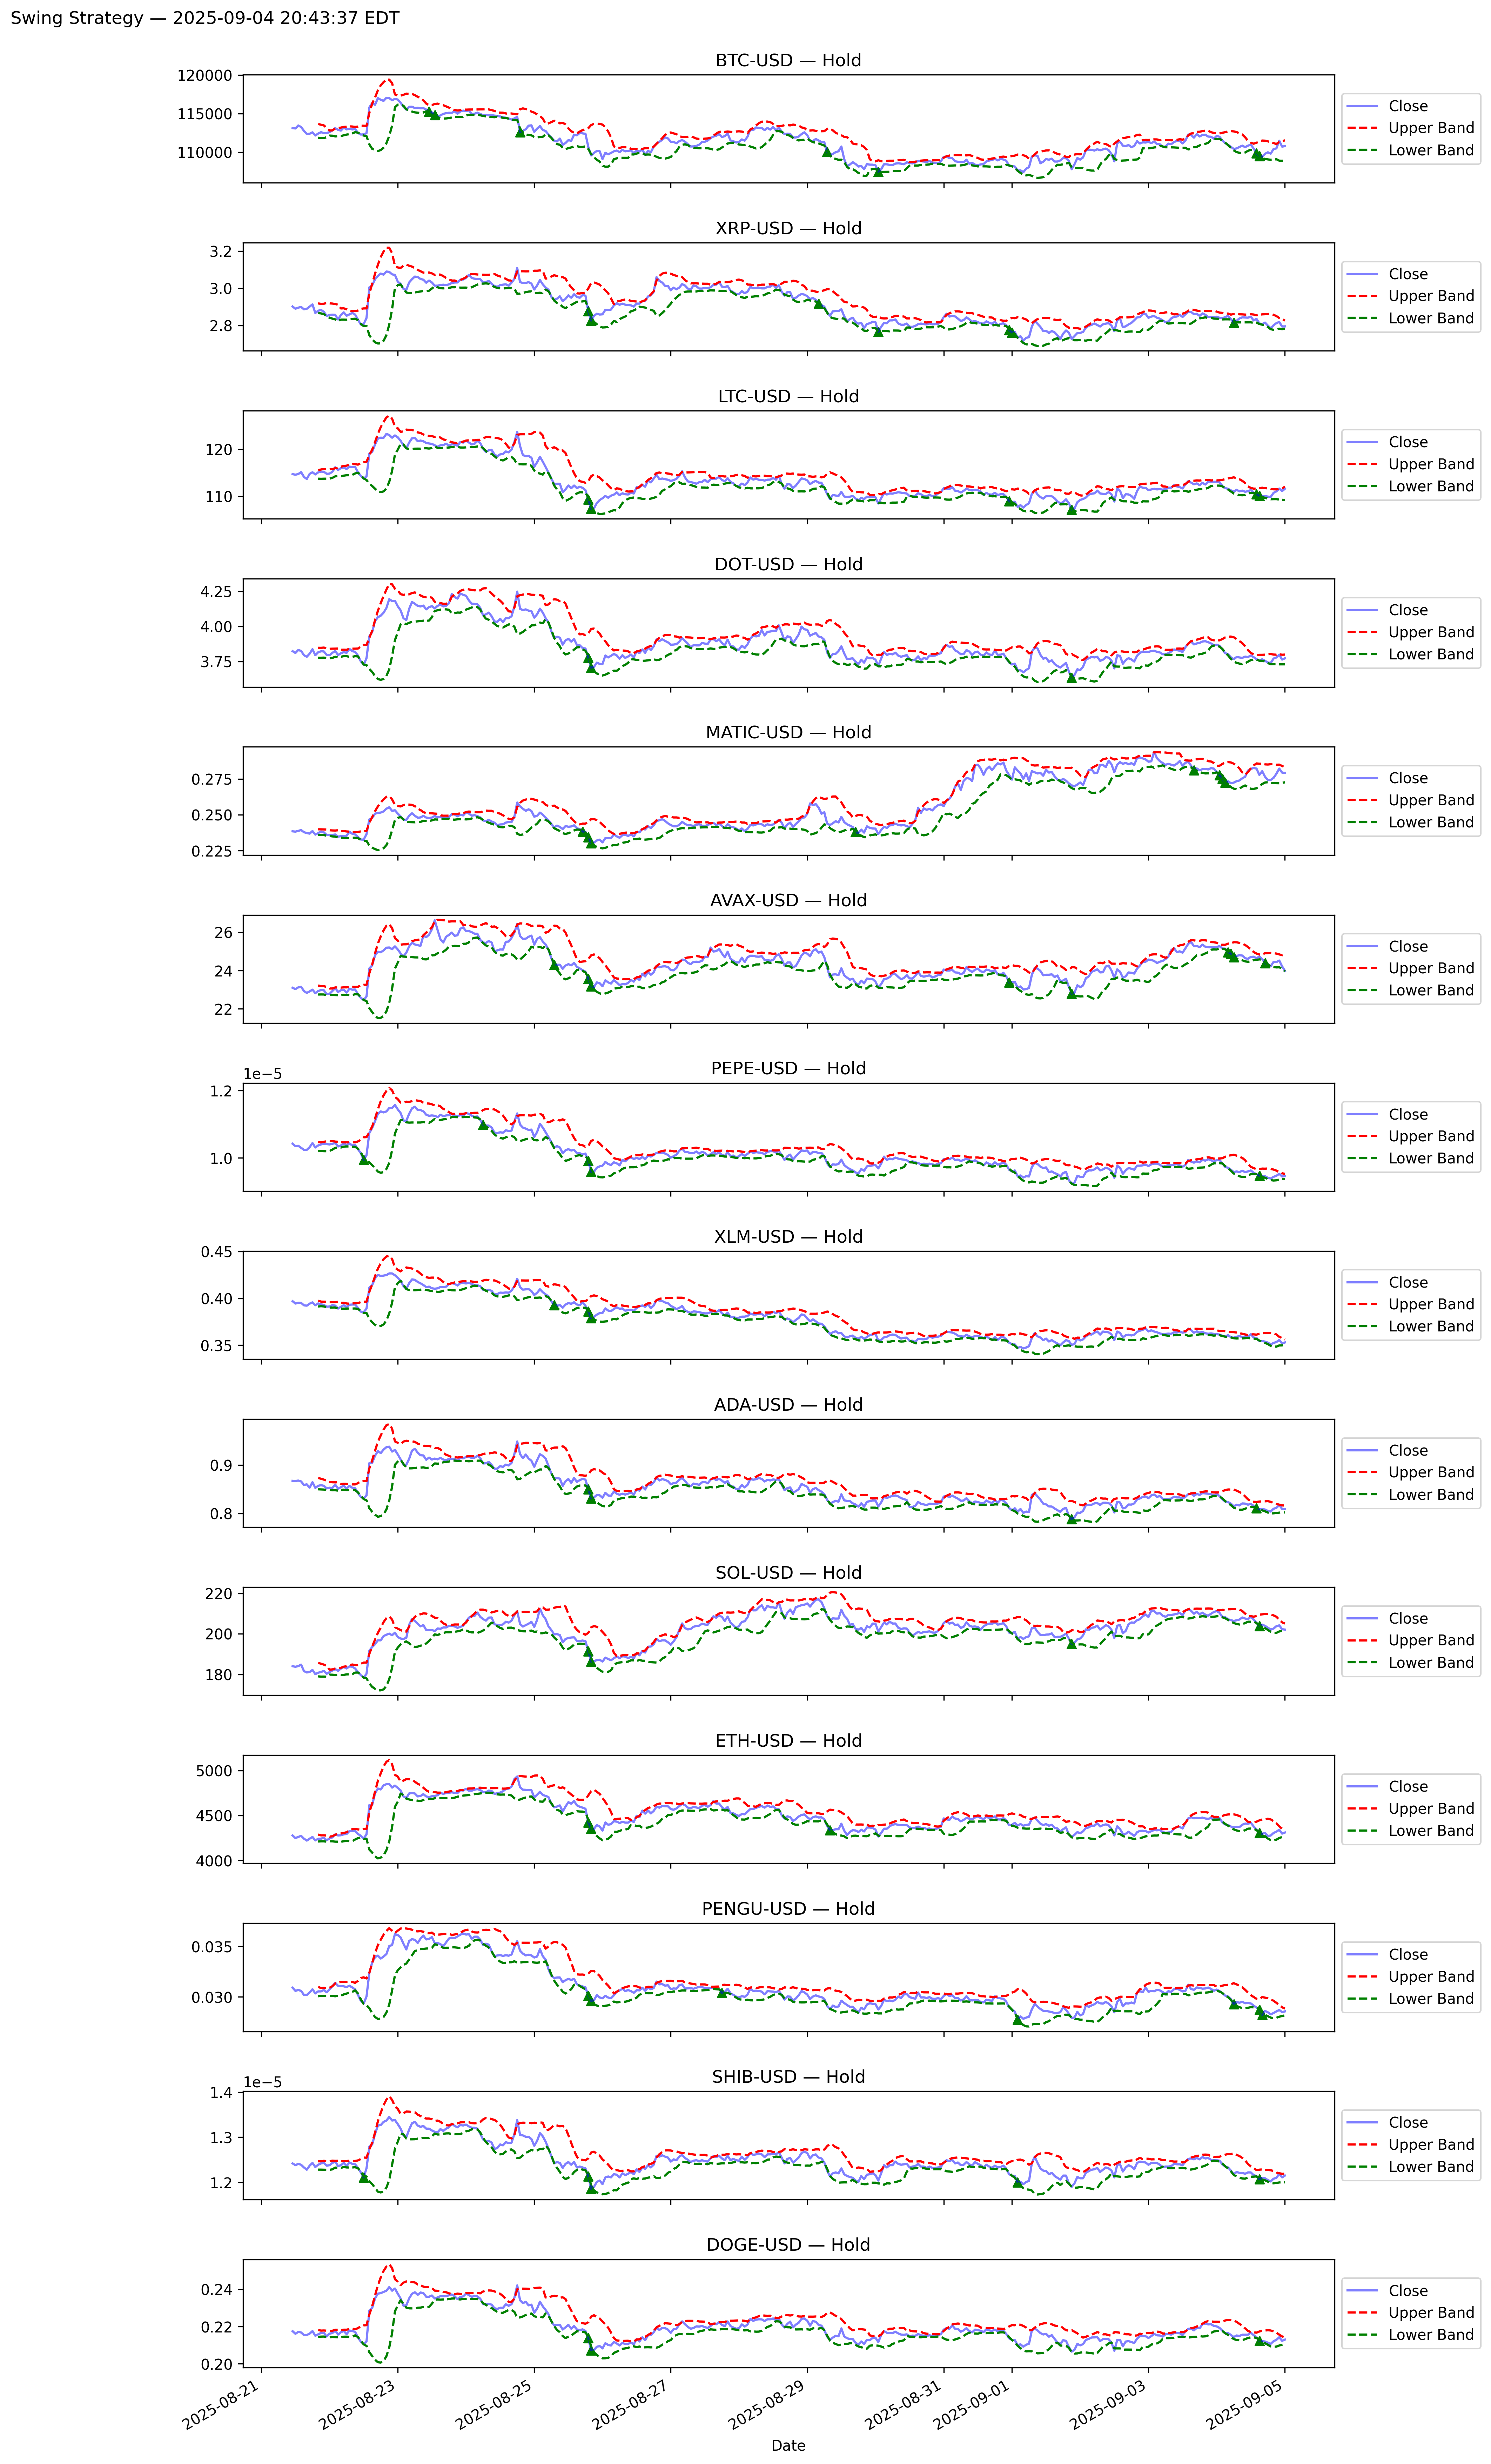 Swing Strategy — 2025-09-04 20:43:37 EDT
BTC-USD — Hold
120000
115000
110000
Close
Upper Band
Lower Band
XRP-USD — Hold
3.2
3.0
2.8
Close
Upper Band
Lower Band
LTC-USD — Hold
120
110
Close
Upper Band
Lower Band
DOT-USD — Hold
4.25
4.00
3.75
Close
Upper Band
Lower Band
MATIC-USD — Hold
0.275
0.250
0.225
Close
Upper Band
Lower Band
AVAX-USD — Hold
26
24
22
Close
Upper Band
Lower Band
PEPE-USD — Hold
1e−5
1.2
1.0
Close
Upper Band
Lower Band
XLM-USD — Hold
0.45
0.40
0.35
Close
Upper Band
Lower Band
ADA-USD — Hold
0.9
0.8
Close
Upper Band
Lower Band
SOL-USD — Hold
220
200
180
Close
Upper Band
Lower Band
ETH-USD — Hold
5000
4500
4000
Close
Upper Band
Lower Band
PENGU-USD — Hold
0.035
0.030
Close
Upper Band
Lower Band
SHIB-USD — Hold
1e−5
1.4
1.3
1.2
Close
Upper Band
Lower Band
DOGE-USD — Hold
0.24
0.22
0.20
Close
Upper Band
Lower Band
2025-08-21
2025-08-23
2025-08-25
2025-08-27
2025-08-29
2025-08-31
2025-09-01
2025-09-03
2025-09-05
Date